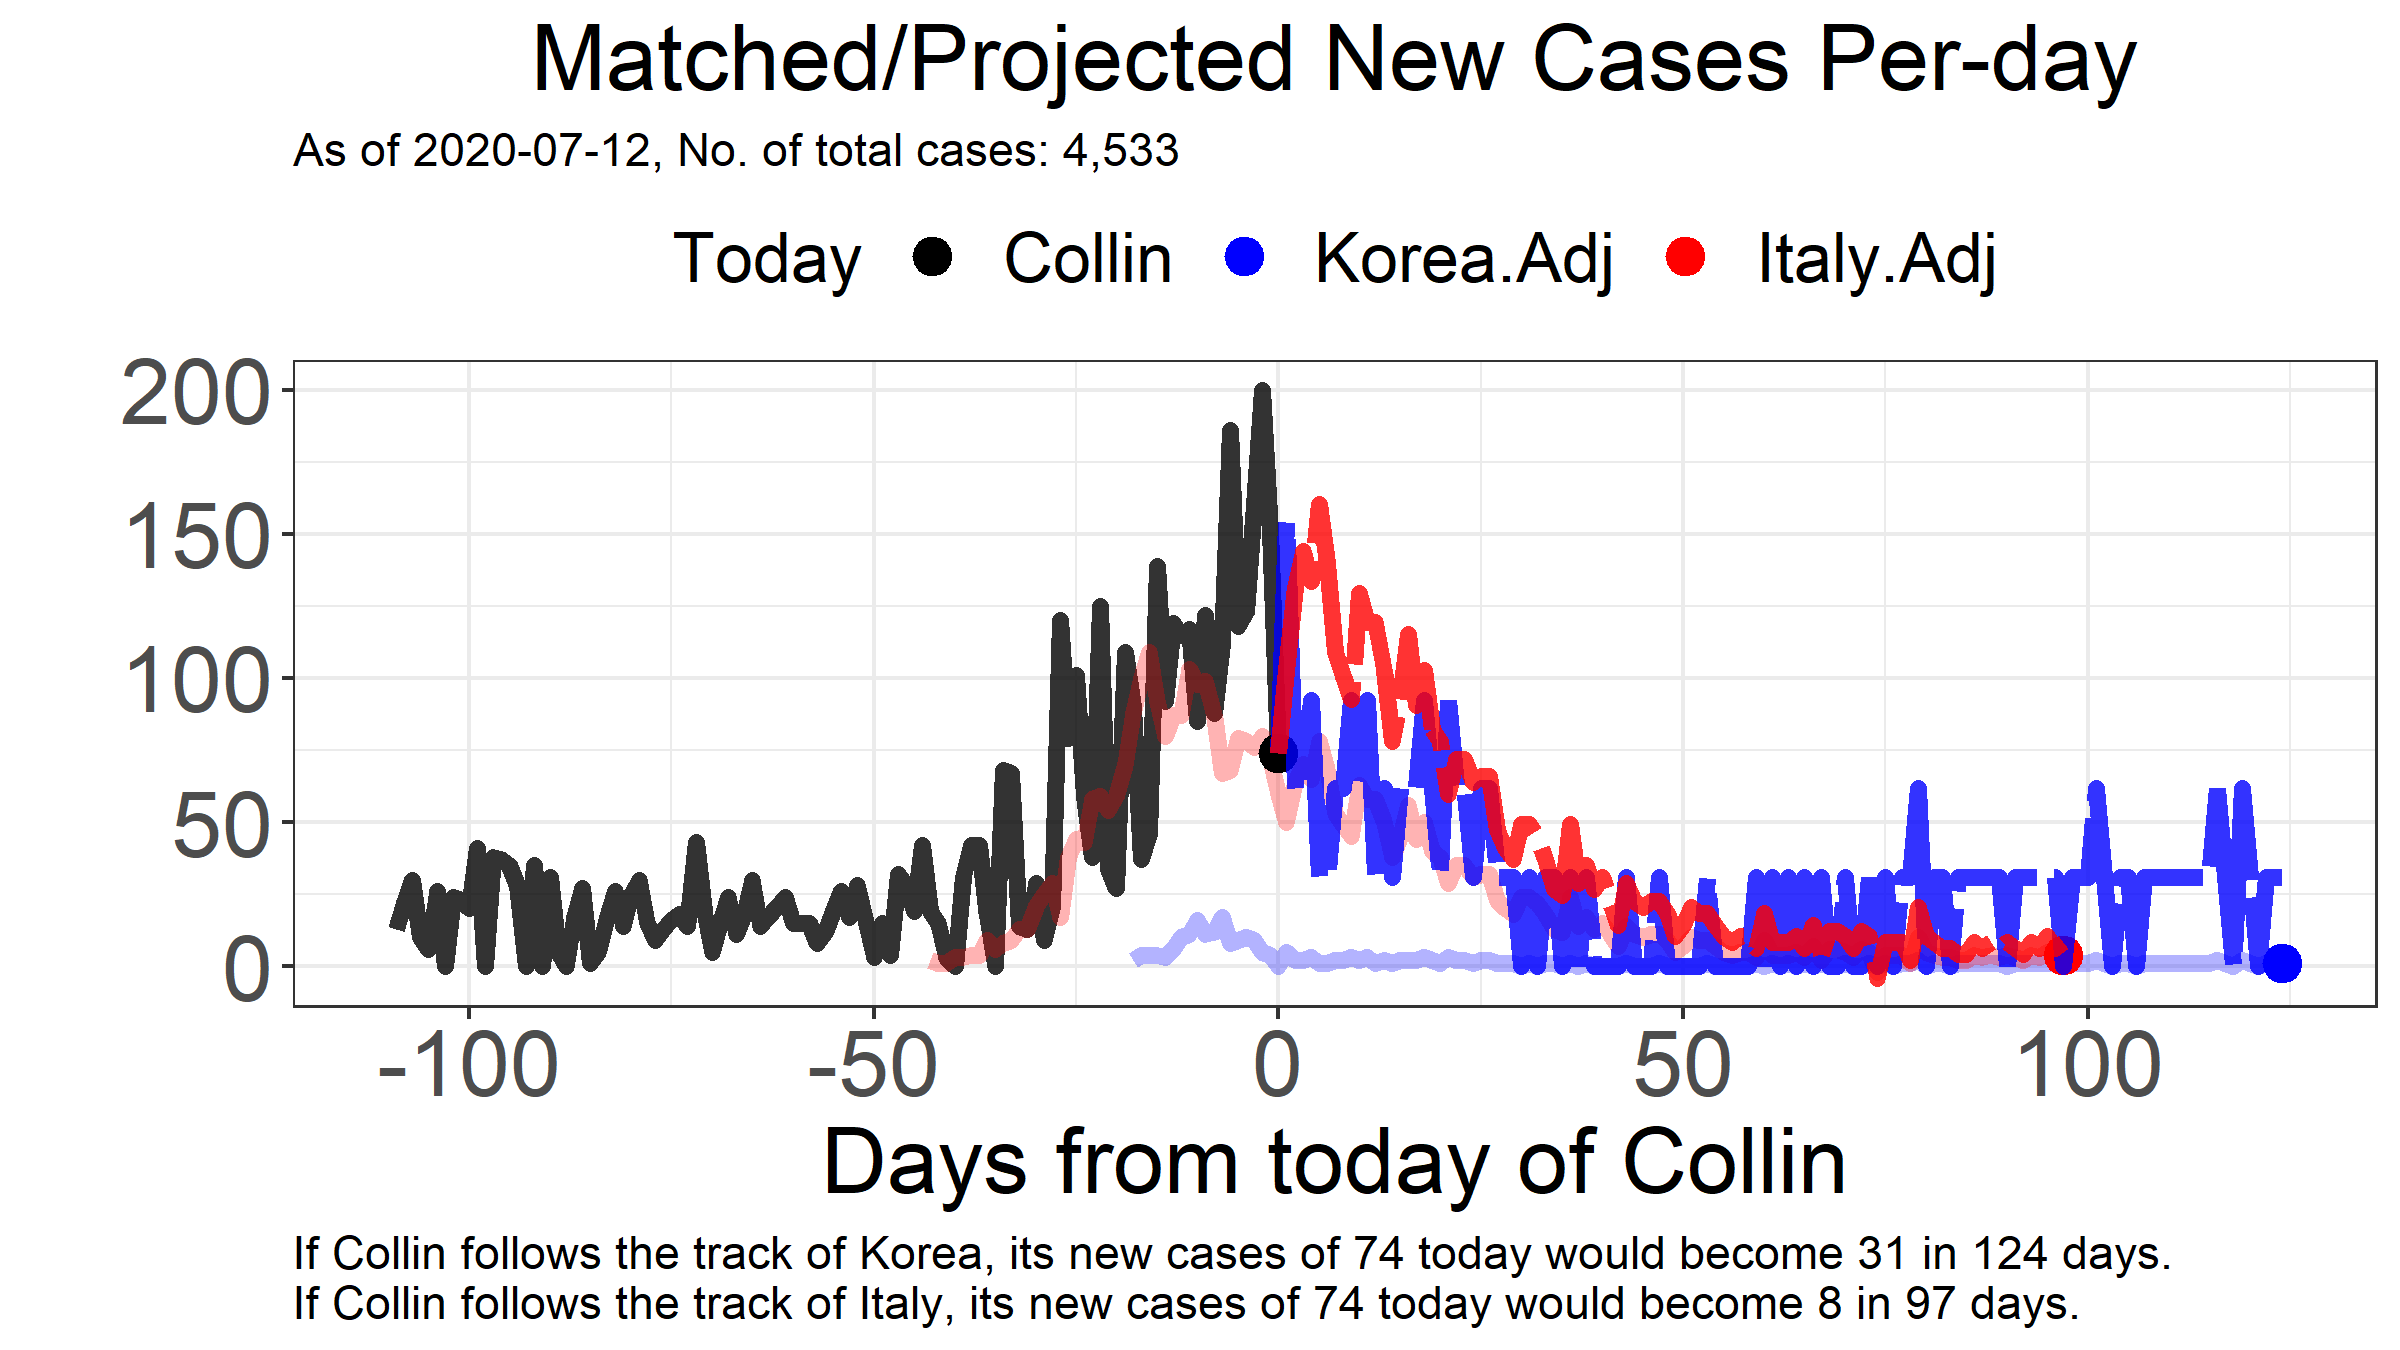 Matched/Projected New Cases Per-day
As of 2020-07-12, No. of total cases: 4,533
Today Collin Korea.Adj Italy.Adj
200
150
100
50
0
-100 -50 0 50 100
Days from today of Collin
If Collin follows the track of Korea, its new cases of 74 today would become 31 in 124 days.
If Collin follows the track of Italy, its new cases of 74 today would become 8 in 97 days.